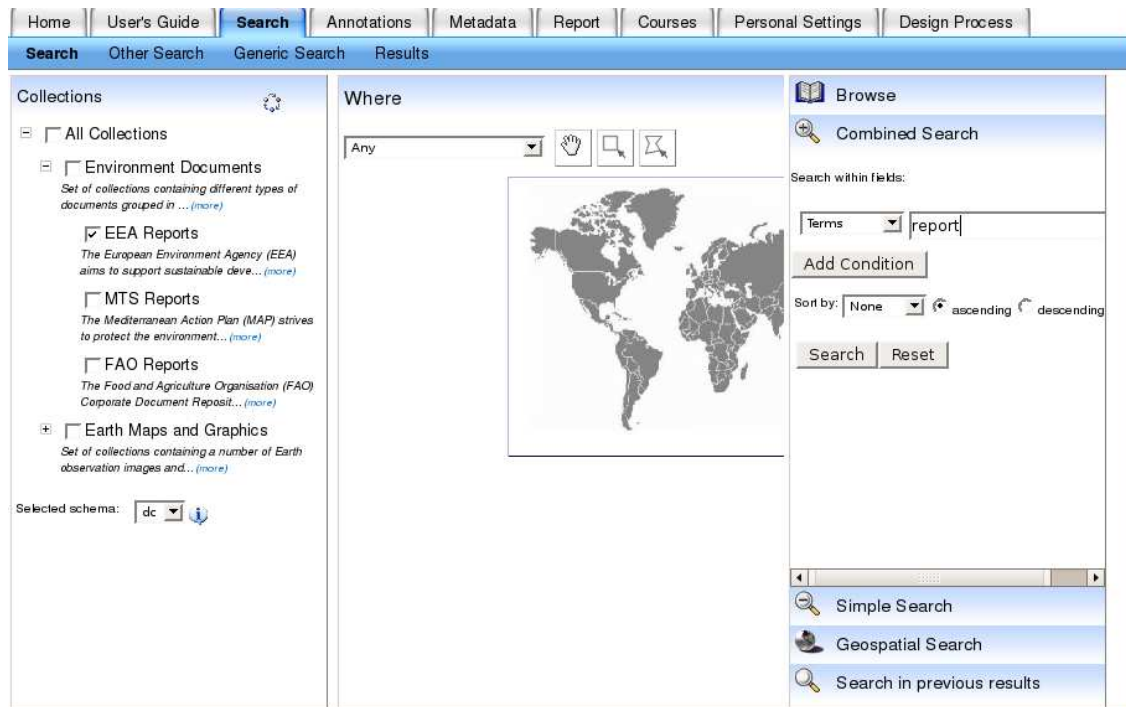 Home User's Guide Search Annotations Metadata Report Courses Personal Settings Design Process
Search Other Search Generic Search Results
Collections
All Collections
Environment Documents
Set of collections containing different types of
documents grouped in ...(more)
EEA Reports
The European Environment Agency (EEA)
aims to support sustainable deve...(more)
MTS Reports
The Mediterranean Action Plan (MAP) strives
to protect the environment...(more)
FAO Reports
The Food and Agriculture Organisation (FAO)
Corporate Document Reposit...(more)
Earth Maps and Graphics
Set of collections containing a number of Earth
observation images and...(more)
Selected schema: dc
Where
Any
Browse
Combined Search
Search within fields:
Terms report
Add Condition
Sort by: None ascending descending
Search Reset
Simple Search
Geospatial Search
Search in previous results